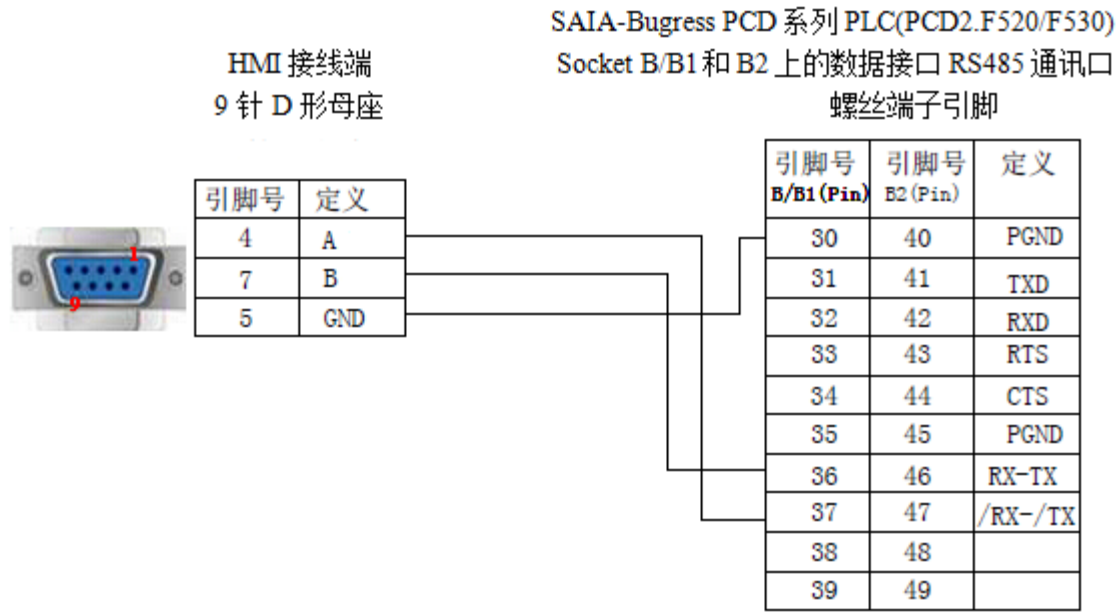 SAIA-Bugress PCD 系列 PLC(PCD2.F520/F530)
Socket B/B1和 B2 上的数据接口 RS485 通讯口
螺丝端子引脚
HMI 接线端
9 针 D 形母座
引脚号 定义
4 A
7 B
5 GND
1
9
引脚号 引脚号 定义
B/B1(Pin) B2(Pin)
30 40 PGND
31 41 TXD
32 42 RXD
33 43 RTS
34 44 CTS
35 45 PGND
36 46 RX-TX
37 47 /RX-/TX
38 48
39 49